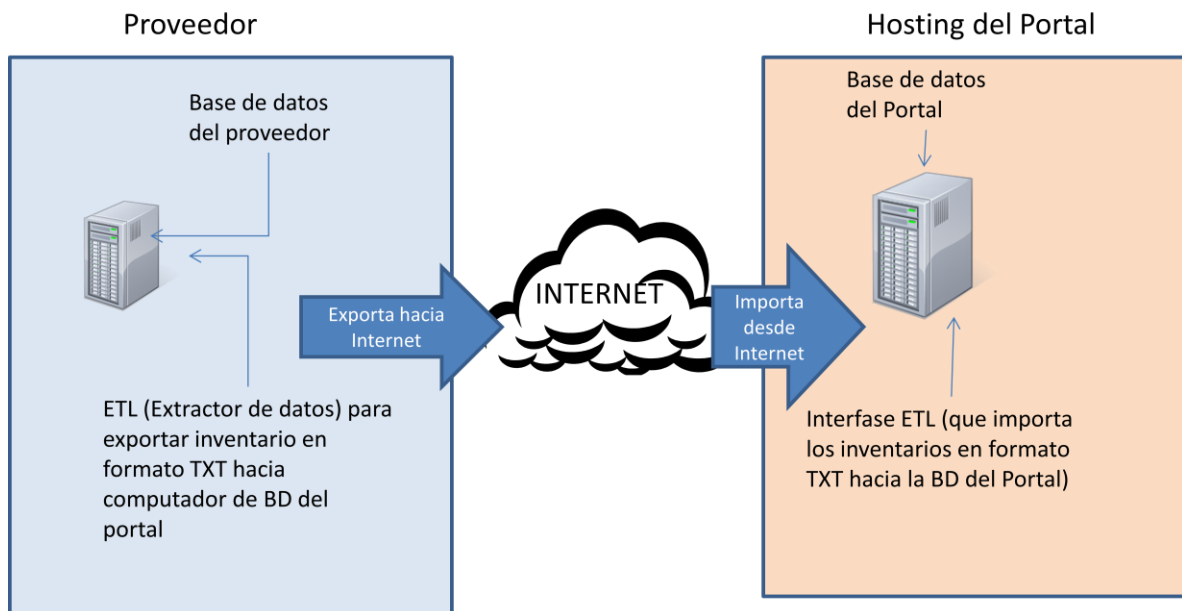 Proveedor
Base de datos
del proveedor
ETL (Extractor de datos) para
exportar inventario en
formato TXT hacia
computador de BD del
portal
Exporta hacia
Internet
INTERNET
Importa
desde
Internet
Hosting del Portal
Base de datos
del Portal
Interfase ETL (que importa
los inventarios en formato
TXT hacia la BD del Portal)